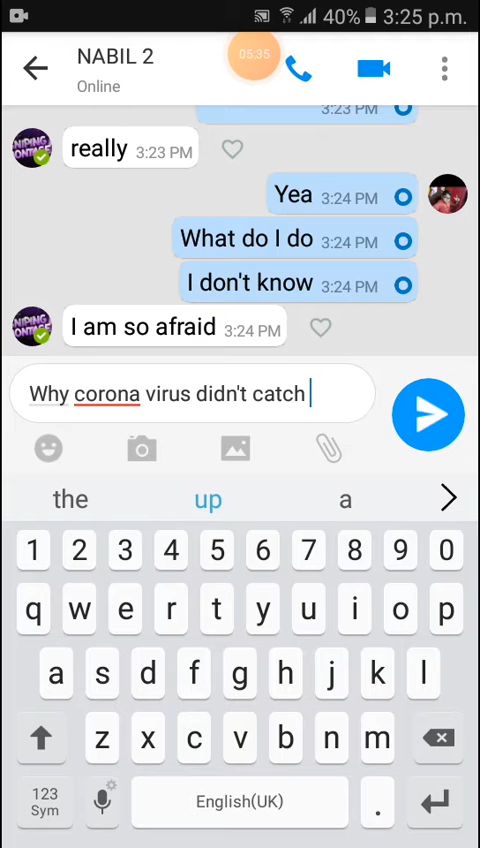 40% 3:25 p.m.
NABIL 2
05:35
Online
3:23 PM
really 3:23 PM
Yea 3:24 PM
What do I do 3:24 PM
I don't know 3:24 PM
I am so afraid 3:24 PM
Why corona virus didn't catch
the up a
1 2 3 4 5 6 7 8 9 0
q w e r t y u i o p
a s d f g h j k l
z x c v b n m
123
Sym
English(UK)
.